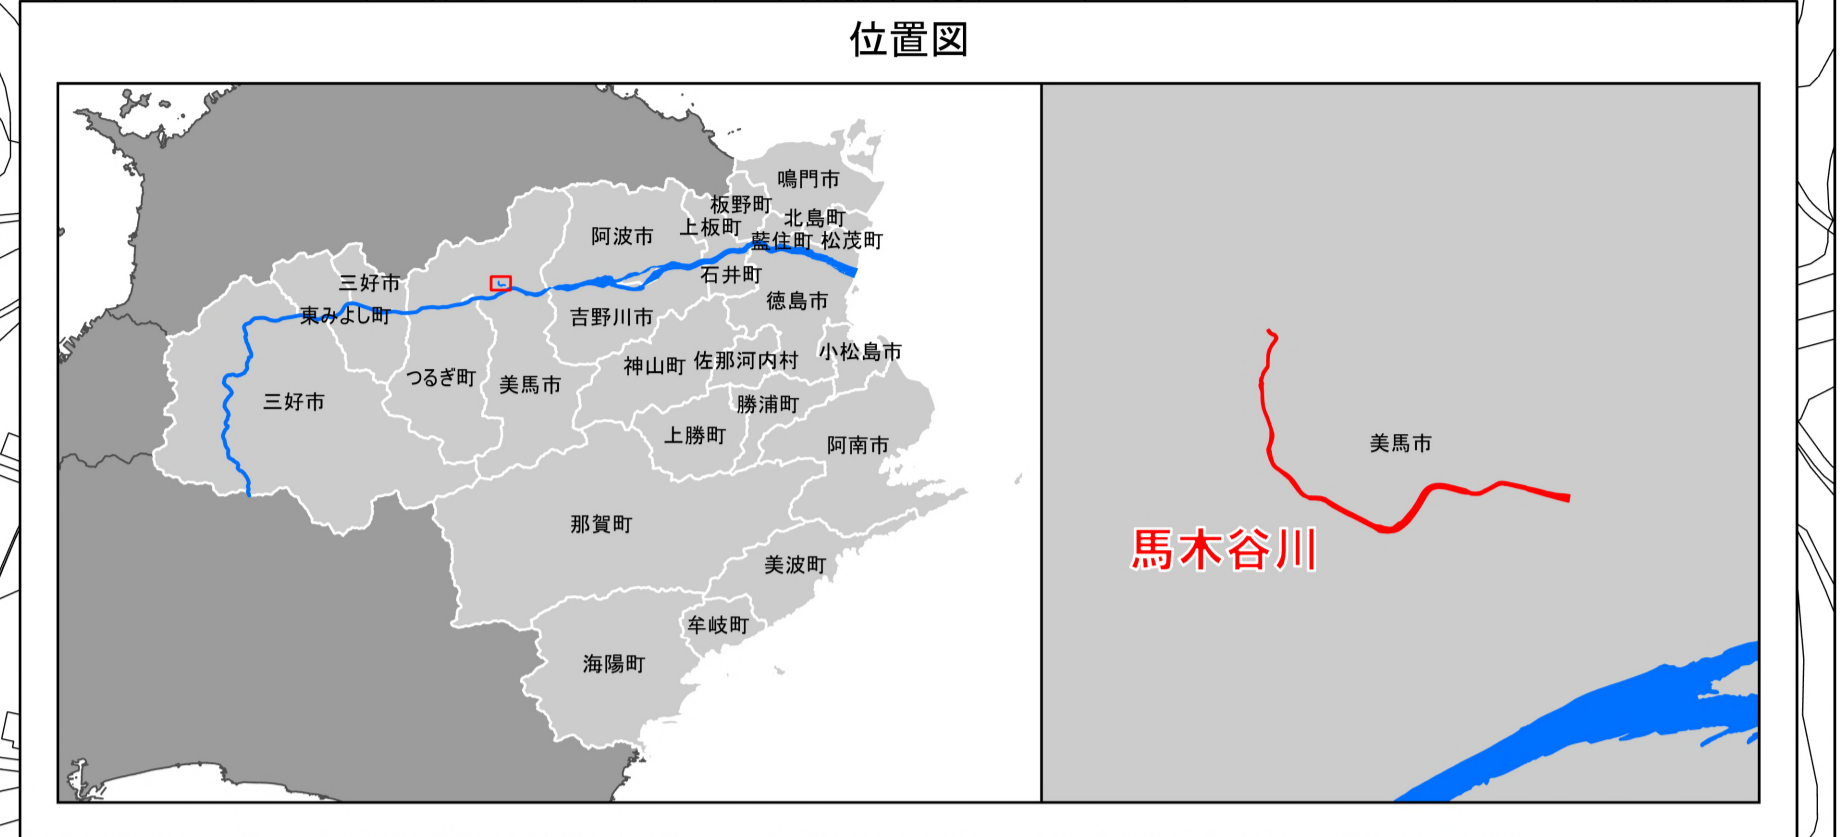 位置図
鳴門市
板野町
北島町
上板町
阿波市
藍住町
松茂町
石井町
三好市
徳島市
東みよし町
吉野川市
小松島市
神山町
佐那河内村
つるぎ町
美馬市
三好市
勝浦町
上勝町
阿南市
那賀町
美波町
牟岐町
海陽町
美馬市
馬木谷川